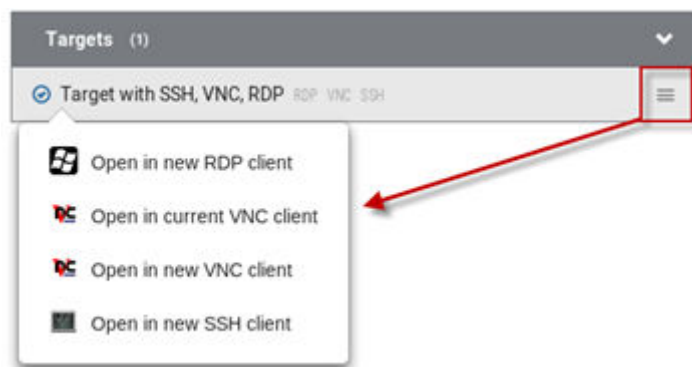 Targets (1)
Target with SSH, VNC, RDP RDP VNC SSH
Open in new RDP client
Open in current VNC client
Open in new VNC client
Open in new SSH client